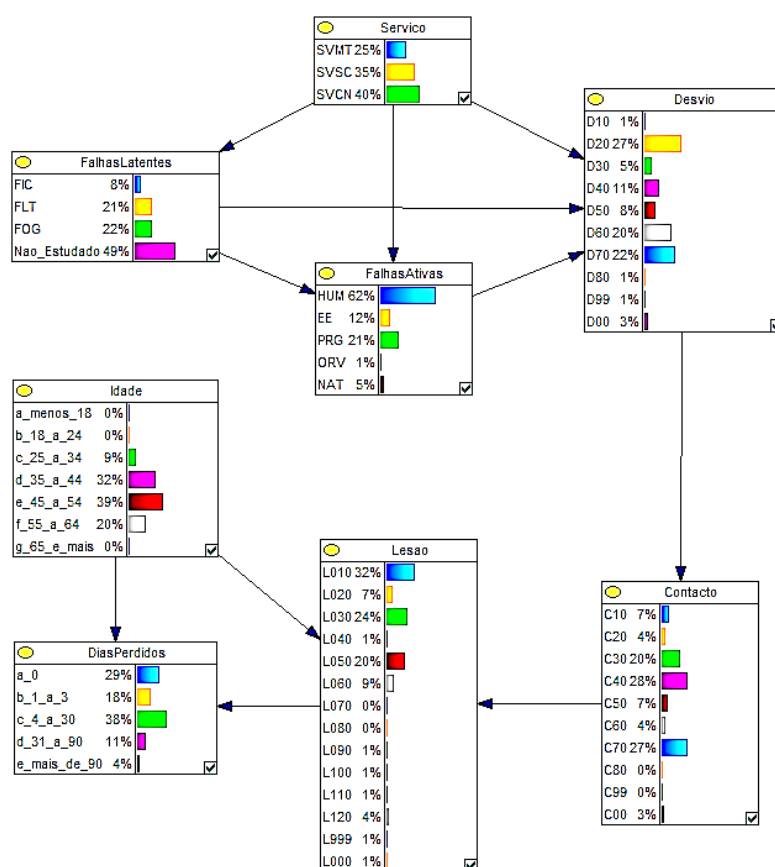 Servico
SVMT 25%
SVSC 35%
SVCN 40%
Desvio
D10 1%
D20 27%
D30 5%
D40 11%
D50 8%
D60 20%
D70 22%
D80 1%
D99 1%
D00 3%
FalhasLatentes
FIC 8%
FLT 21%
FOG 22%
Nao_Estudado 49%
FalhasAtivas
HUM 62%
EE 12%
PRG 21%
ORV 1%
NAT 5%
Idade
a_menos_18 0%
b_18_a_24 0%
c_25_a_34 9%
d_35_a_44 32%
e_45_a_54 39%
f_55_a_64 20%
g_65_e_mais 0%
Lesao
L010 32%
L020 7%
L030 24%
L040 1%
L050 20%
L060 9%
L070 0%
L080 0%
L090 1%
L100 1%
L110 1%
L120 4%
L999 1%
L000 1%
Contacto
C10 7%
C20 4%
C30 20%
C40 28%
C50 7%
C60 4%
C70 27%
C80 0%
C99 0%
C00 3%
DiasPerdidos
a_0 29%
b_1_a_3 18%
c_4_a_30 38%
d_31_a_90 11%
e_mais_de_90 4%